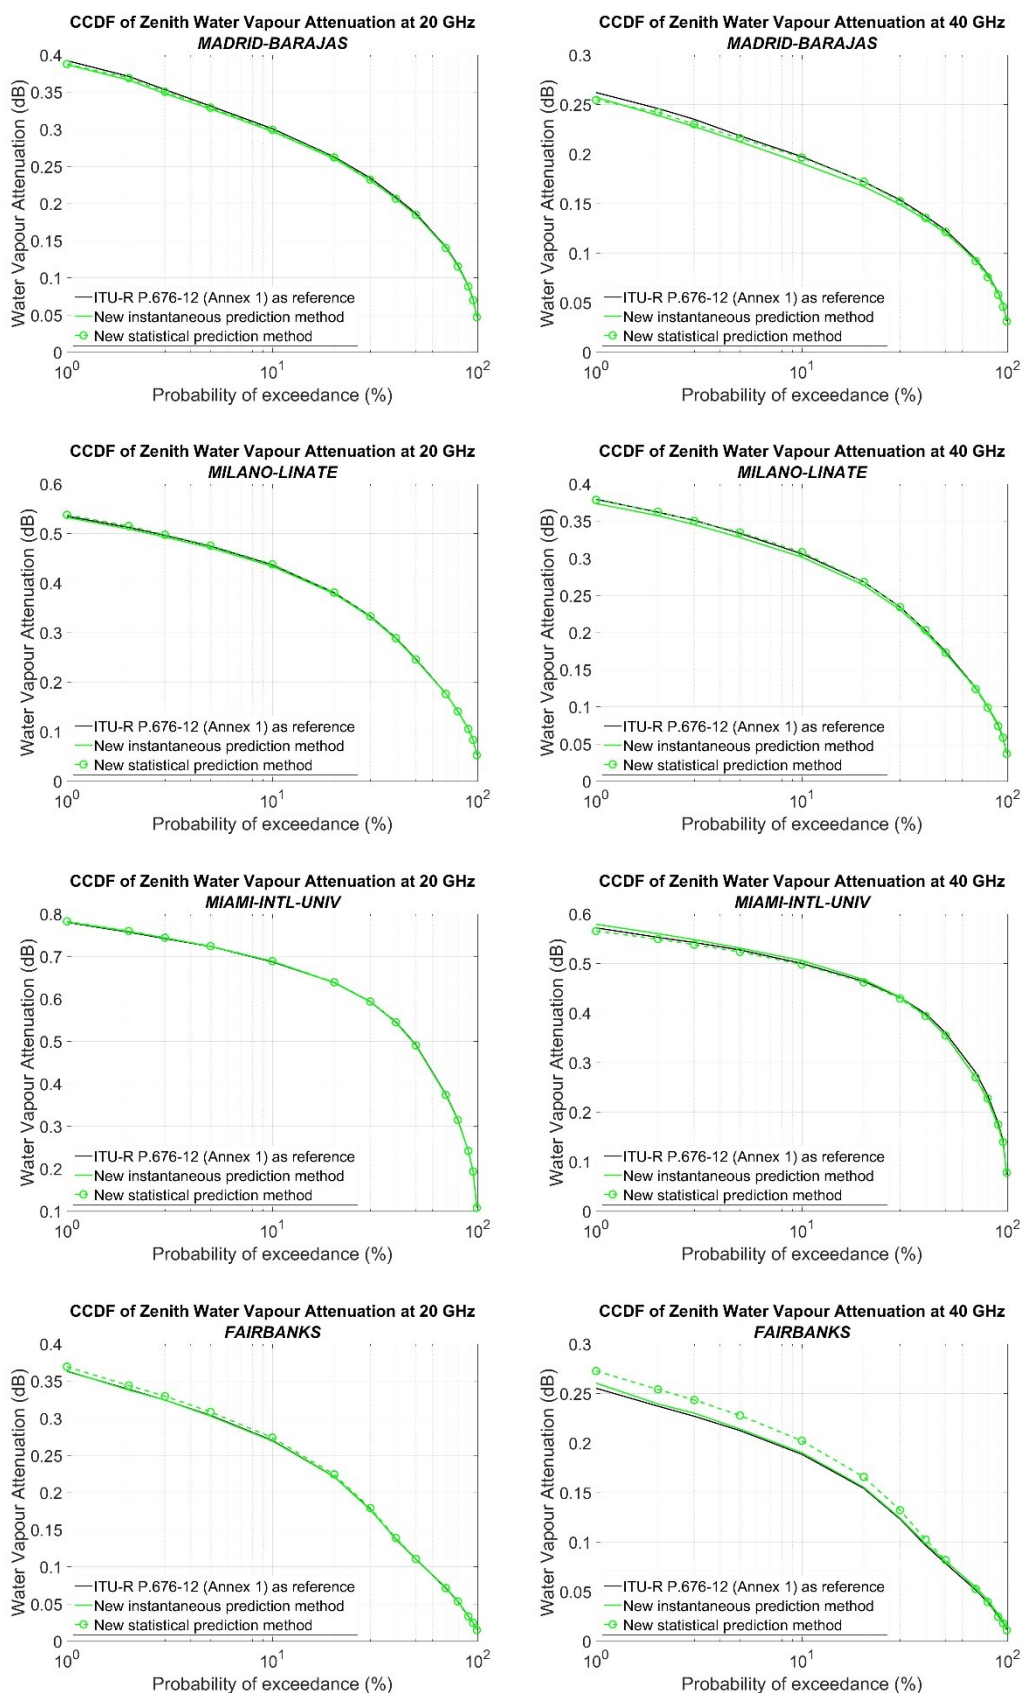 CCDF of Zenith Water Vapour Attenuation at 20 GHz
MADRID-BARAJAS
Water Vapour Attenuation (dB)
0.4
0.35
0.3
0.25
0.2
0.15
0.1
0.05
0
ITU-R P.676-12 (Annex 1) as reference
New instantaneous prediction method
New statistical prediction method
10^0
10^1
10^2
Probability of exceedance (%)
CCDF of Zenith Water Vapour Attenuation at 40 GHz
MADRID-BARAJAS
Water Vapour Attenuation (dB)
0.25
0.2
0.15
0.1
0.05
0
ITU-R P.676-12 (Annex 1) as reference
New instantaneous prediction method
New statistical prediction method
10^0
10^1
10^2
Probability of exceedance (%)
CCDF of Zenith Water Vapour Attenuation at 20 GHz
MILANO-LINATE
Water Vapour Attenuation (dB)
0.6
0.5
0.4
0.3
0.2
0.1
0
ITU-R P.676-12 (Annex 1) as reference
New instantaneous prediction method
New statistical prediction method
10^0
10^1
10^2
Probability of exceedance (%)
CCDF of Zenith Water Vapour Attenuation at 40 GHz
MILANO-LINATE
Water Vapour Attenuation (dB)
0.4
0.35
0.3
0.25
0.2
0.15
0.1
0.05
0
ITU-R P.676-12 (Annex 1) as reference
New instantaneous prediction method
New statistical prediction method
10^0
10^1
10^2
Probability of exceedance (%)
CCDF of Zenith Water Vapour Attenuation at 20 GHz
MIAMI-INTL-UNIV
Water Vapour Attenuation (dB)
0.8
0.7
0.6
0.5
0.4
0.3
0.2
0.1
ITU-R P.676-12 (Annex 1) as reference
New instantaneous prediction method
New statistical prediction method
10^0
10^1
10^2
Probability of exceedance (%)
CCDF of Zenith Water Vapour Attenuation at 40 GHz
MIAMI-INTL-UNIV
Water Vapour Attenuation (dB)
0.6
0.5
0.4
0.3
0.2
0.1
0
ITU-R P.676-12 (Annex 1) as reference
New instantaneous prediction method
New statistical prediction method
10^0
10^1
10^2
Probability of exceedance (%)
CCDF of Zenith Water Vapour Attenuation at 20 GHz
FAIRBANKS
Water Vapour Attenuation (dB)
0.4
0.35
0.3
0.25
0.2
0.15
0.1
0.05
0
ITU-R P.676-12 (Annex 1) as reference
New instantaneous prediction method
New statistical prediction method
10^0
10^1
10^2
Probability of exceedance (%)
CCDF of Zenith Water Vapour Attenuation at 40 GHz
FAIRBANKS
Water Vapour Attenuation (dB)
0.3
0.25
0.2
0.15
0.1
0.05
0
ITU-R P.676-12 (Annex 1) as reference
New instantaneous prediction method
New statistical prediction method
10^0
10^1
10^2
Probability of exceedance (%)